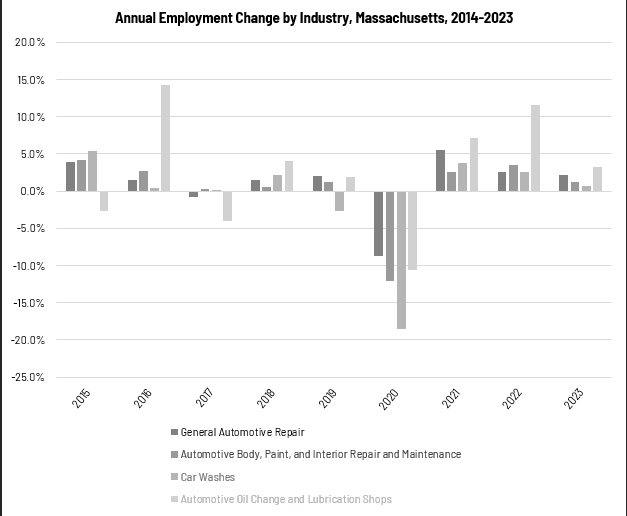 Annual Employment Change by Industry, Massachusetts, 2014-2023
20.0%
15.0%
10.0%
5.0%
0.0%
-5.0%
-10.0%
-15.0%
-20.0%
-25.0%
2015 2016 2017 2018 2019 2020 2021 2022 2023
General Automotive Repair
Automotive Body, Paint, and Interior Repair and Maintenance
Car Washes
Automotive Oil Change and Lubrication Shops